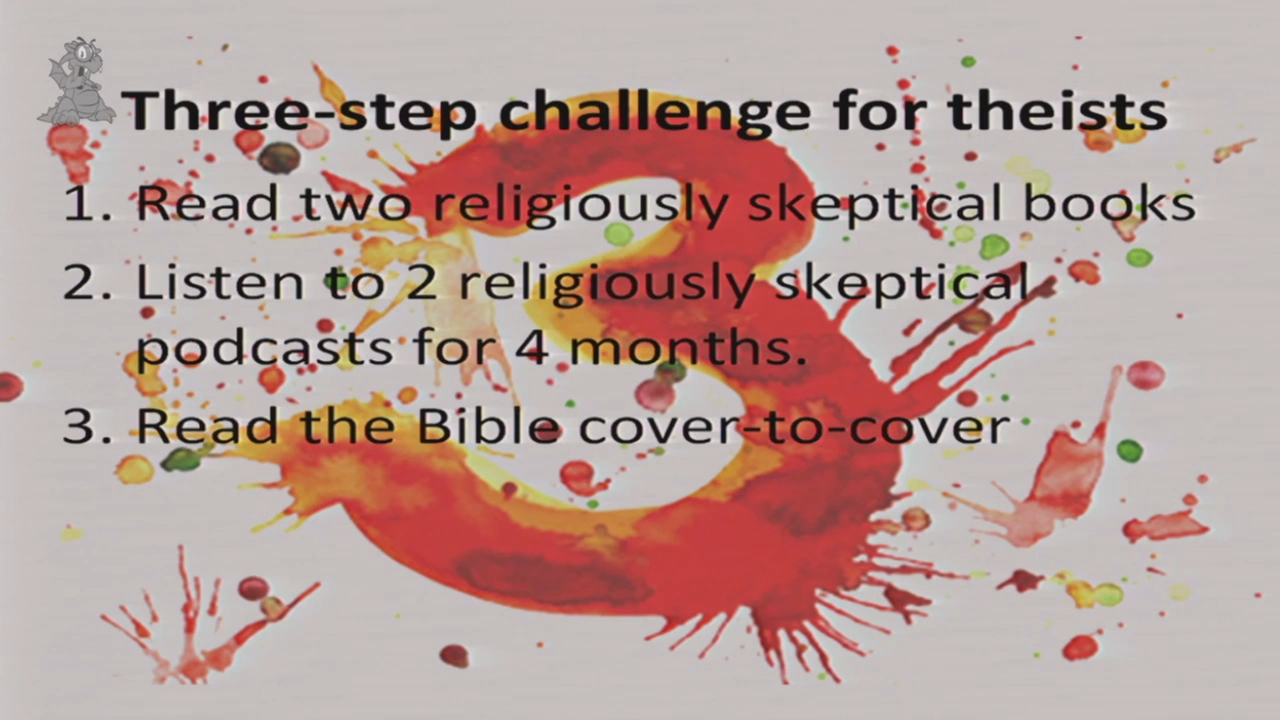 Three-step challenge for theists
1. Read two religiously skeptical books
2. Listen to 2 religiously skeptical
podcasts for 4 months.
3. Read the Bible cover-to-cover